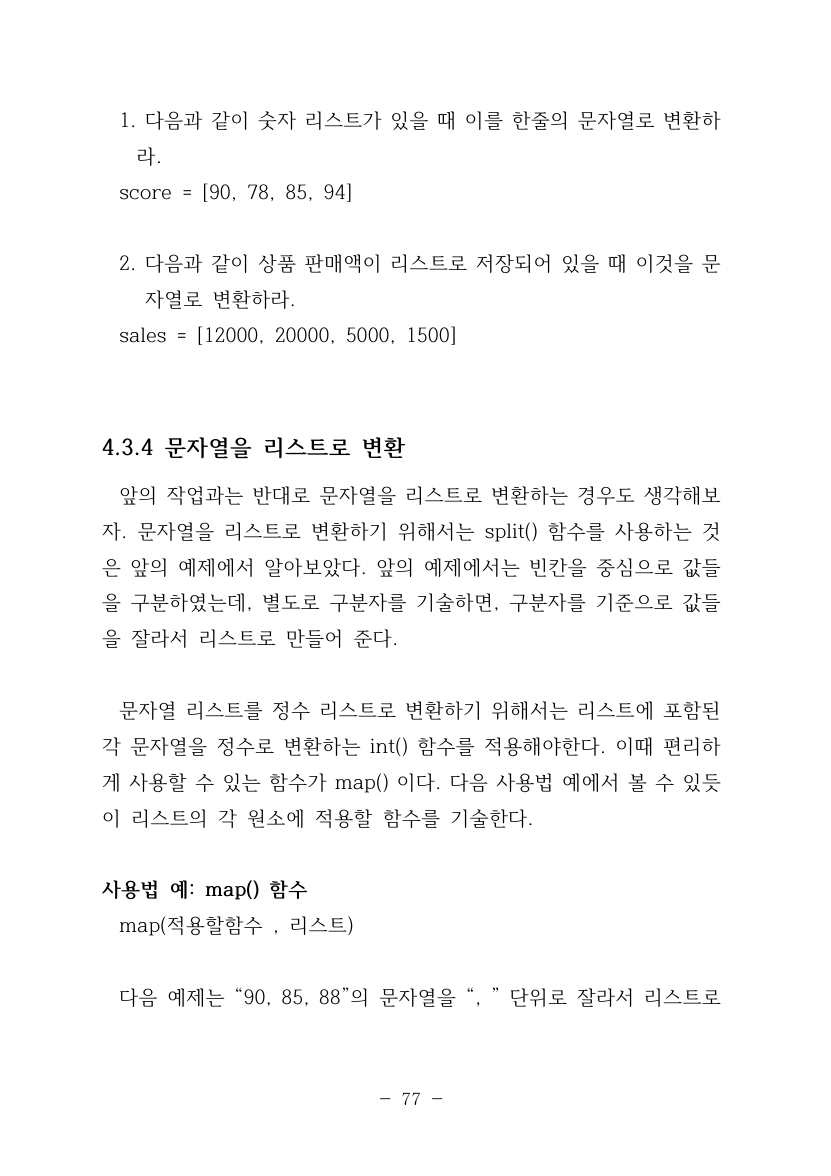 1. 다음과 같이 숫자 리스트가 있을 때 이를 한줄의 문자열로 변환하
라.
score = [90, 78, 85, 94]
2. 다음과 같이 상품 판매액이 리스트로 저장되어 있을 때 이것을 문
자열로 변환하라.
sales = [12000, 20000, 5000, 1500]
4.3.4 문자열을 리스트로 변환
앞의 작업과는 반대로 문자열을 리스트로 변환하는 경우도 생각해보
자. 문자열을 리스트로 변환하기 위해서는 split() 함수를 사용하는 것
은 앞의 예제에서 알아보았다. 앞의 예제에서는 빈칸을 중심으로 값들
을 구분하였는데, 별도로 구분자를 기술하면, 구분자를 기준으로 값들
을 잘라서 리스트로 만들어 준다.
문자열 리스트를 정수 리스트로 변환하기 위해서는 리스트에 포함된
각 문자열을 정수로 변환하는 int() 함수를 적용해야한다. 이때 편리하
게 사용할 수 있는 함수가 map() 이다. 다음 사용법 예에서 볼 수 있듯
이 리스트의 각 원소에 적용할 함수를 기술한다.
사용법 예: map() 함수
map(적용할함수 , 리스트)
다음 예제는 “90, 85, 88”의 문자열을 “, ” 단위로 잘라서 리스트로
- 77 -